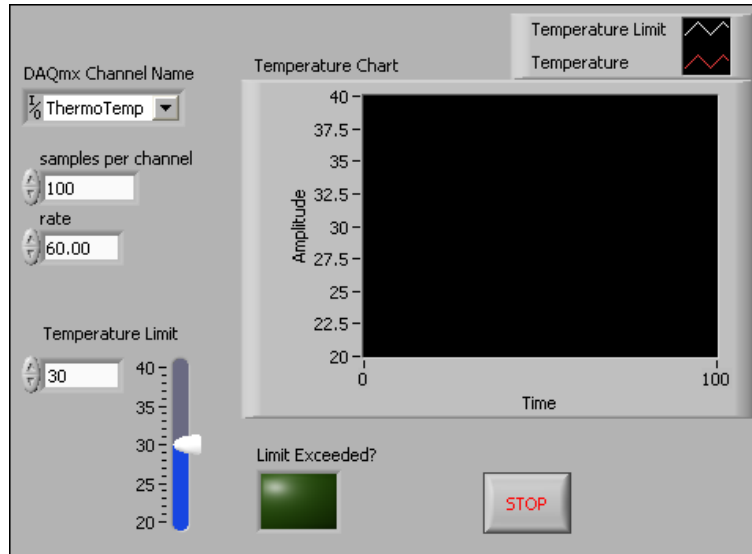 Temperature Limit
Temperature
DAQmx Channel Name
I/O ThermoTemp
samples per channel
100
rate
60.00
Temperature Chart
40
37.5
35
32.5
30
27.5
25
22.5
20
Amplitude
0
100
Time
Temperature Limit
30
40
35
30
25
20
Limit Exceeded?
STOP